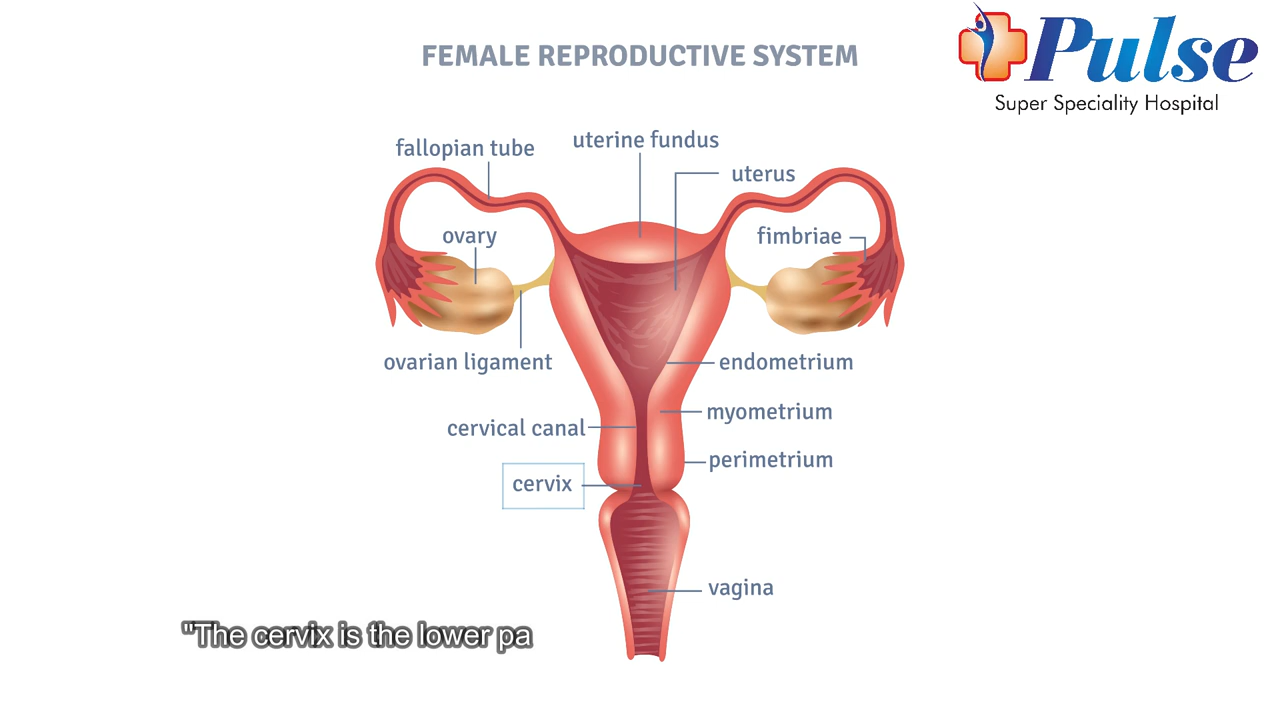 FEMALE REPRODUCTIVE SYSTEM
Pulse
Super Speciality Hospital
fallopian tube
uterine fundus
uterus
ovary
fimbriae
ovarian ligament
endometrium
myometrium
cervical canal
perimetrium
cervix
vagina
"The cervix is the lower pa